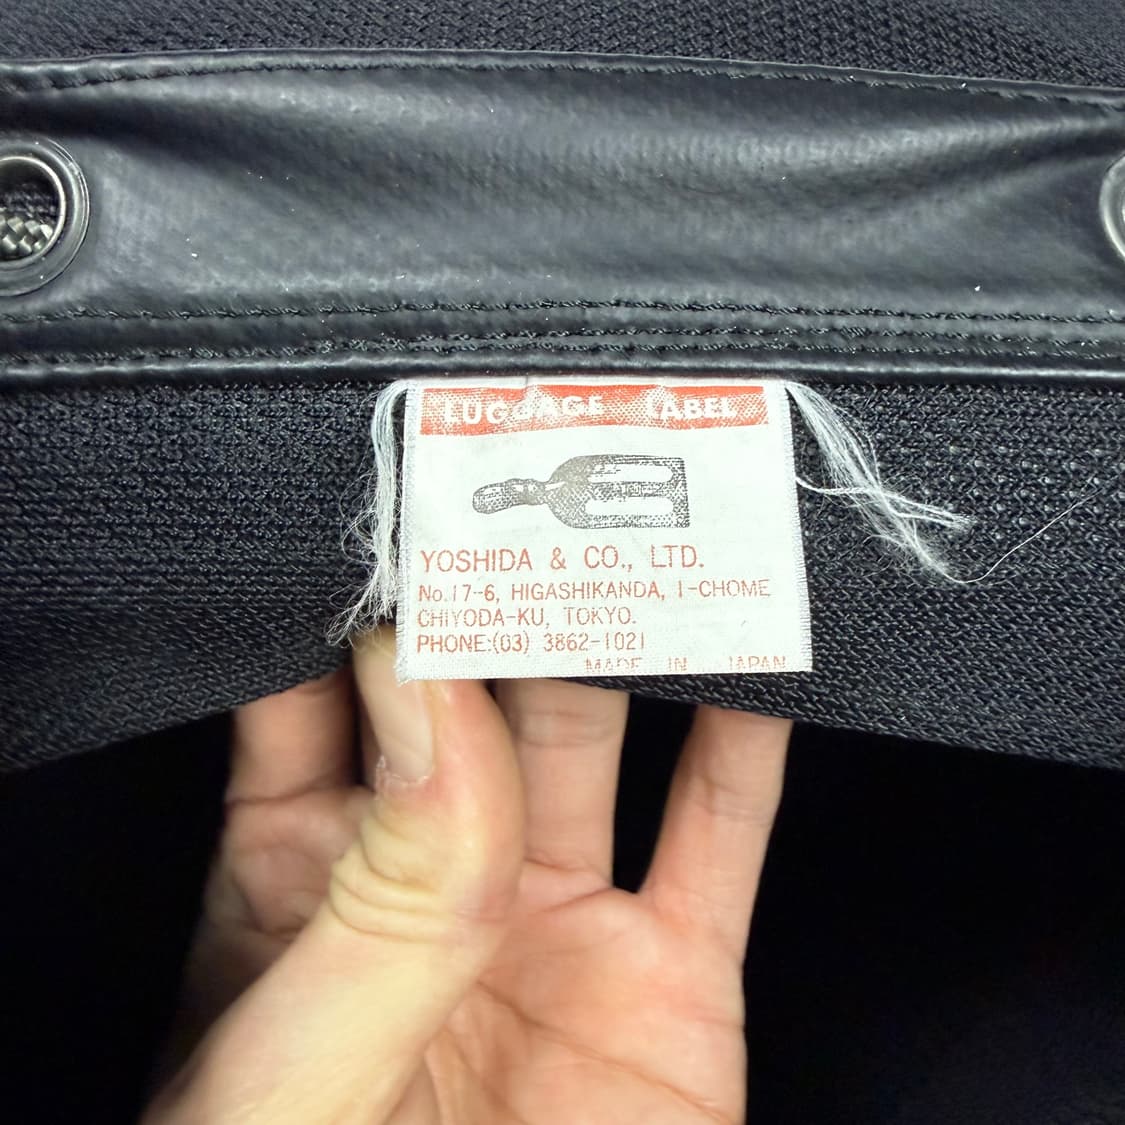 LUGGAGE LABEL
YOSHIDA & CO., LTD.
No.17-6, HIGASHIKANDA, 1-CHOME
CHIYODA-KU, TOKYO.
PHONE:(03) 3862-1021
MADE IN JAPAN